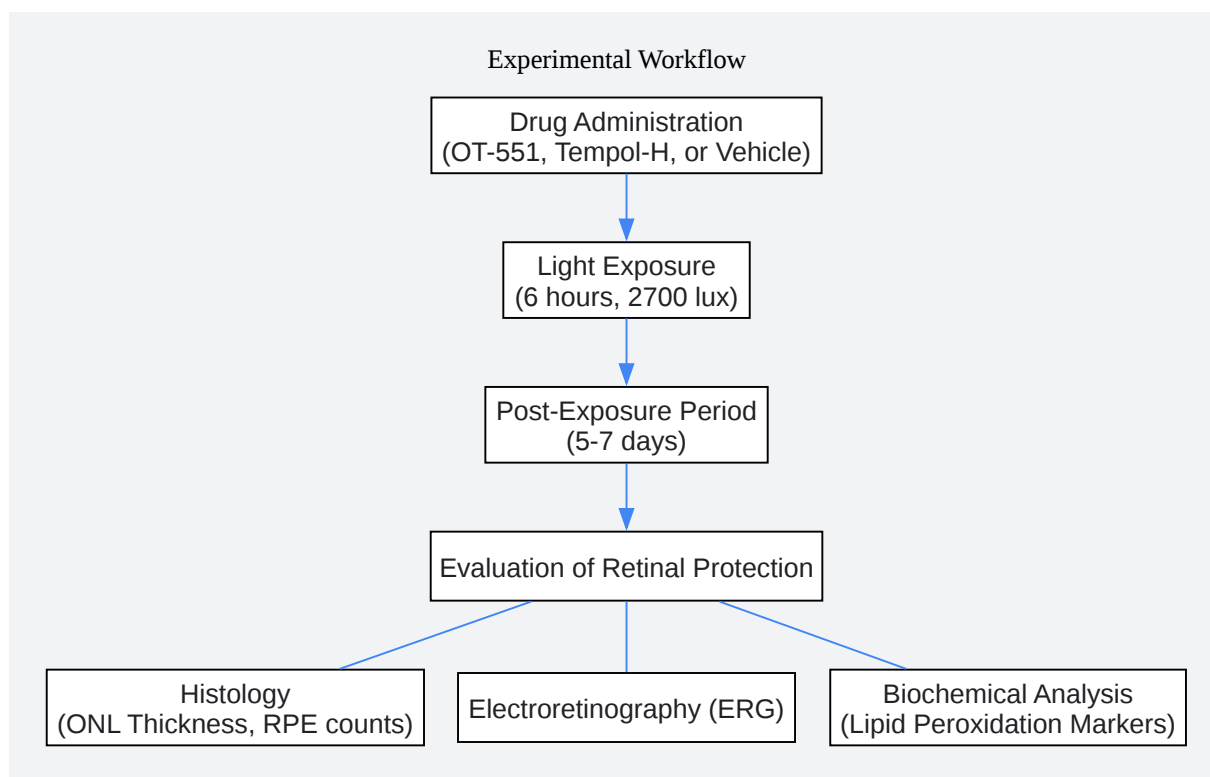 Experimental Workflow
Drug Administration
(OT-551, Tempol-H, or Vehicle)
Light Exposure
(6 hours, 2700 lux)
Post-Exposure Period
(5-7 days)
Evaluation of Retinal Protection
Histology
(ONL Thickness, RPE counts)
Electroretinography (ERG)
Biochemical Analysis
(Lipid Peroxidation Markers)